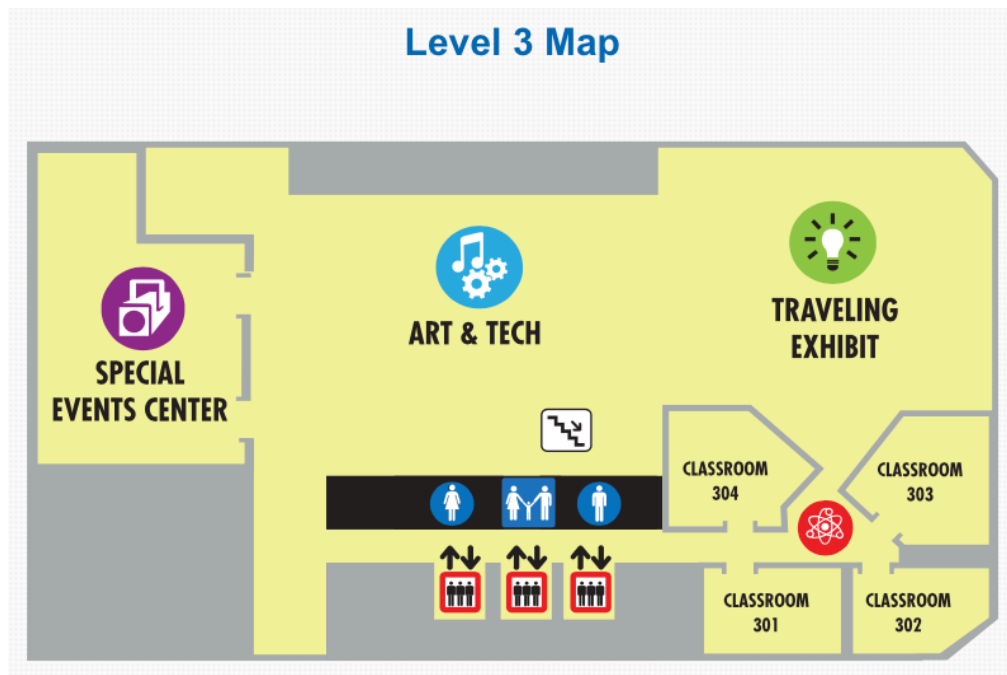 Level 3 Map
ART & TECH
TRAVELING
EXHIBIT
SPECIAL
EVENTS CENTER
CLASSROOM
304
CLASSROOM
303
CLASSROOM
301
CLASSROOM
302